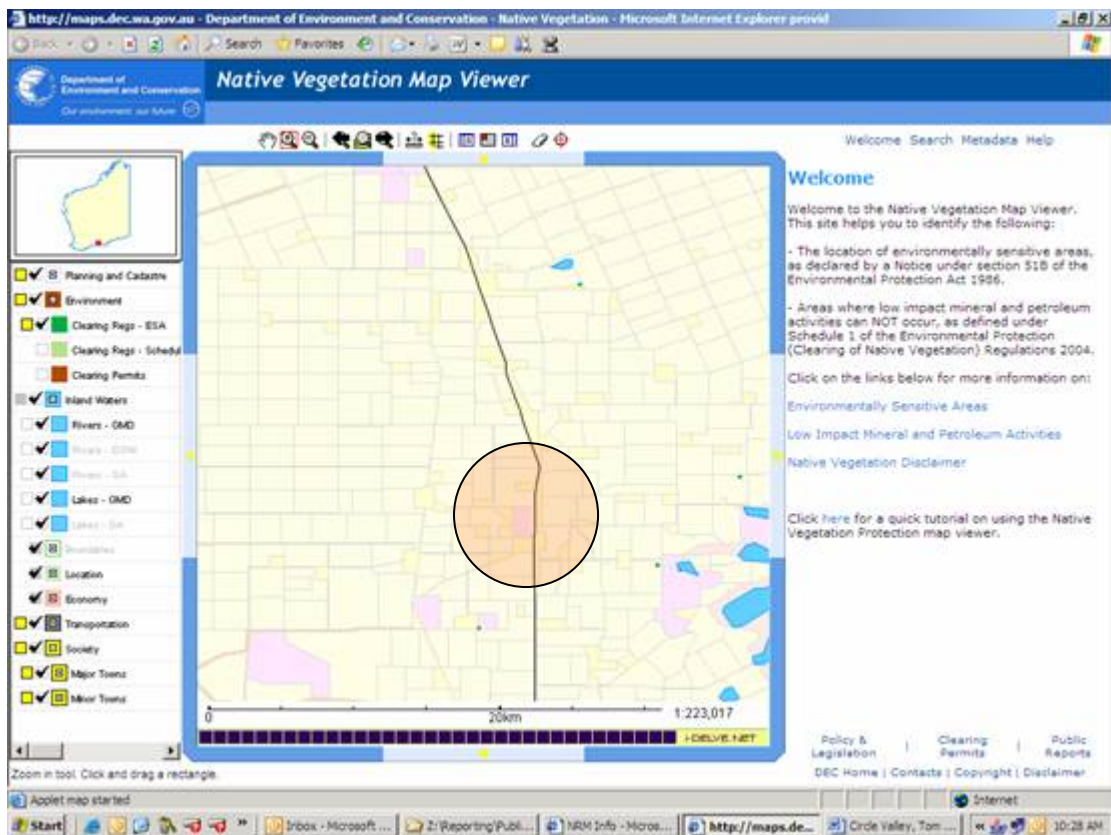 http://maps.dec.wa.gov.au - Department of Environment and Conservation - Native Vegetation - Microsoft Internet Explorer provid
Back
Search
Favorites
Department of
Environment and Conservation
Our environment, our future
Native Vegetation Map Viewer
Welcome Search Metadata Help
Planning and Cadastre
Environment
Clearing Regs - ESA
Clearing Regs - Schedul
Clearing Permits
Inland Waters
Rivers - GMD
Lakes - GMD
Boundaries
Location
Economy
Transportation
Society
Major Towns
Minor Towns
0 20km 1:223,017
i-DELVE.NET
Welcome
Welcome to the Native Vegetation Map Viewer.
This site helps you to identify the following:
- The location of environmentally sensitive areas,
as declared by a Notice under section 51B of the
Environmental Protection Act 1986.
- Areas where low impact mineral and petroleum
activities can NOT occur, as defined under
Schedule 1 of the Environmental Protection
(Clearing of Native Vegetation) Regulations 2004.
Click on the links below for more information on:
Environmentally Sensitive Areas
Low Impact Mineral and Petroleum Activities
Native Vegetation Disclaimer
Click here for a quick tutorial on using the Native
Vegetation Protection map viewer.
Policy & Legislation | Clearing Permits | Public Reports
DEC Home | Contacts | Copyright | Disclaimer
Zoom in tool. Click and drag a rectangle.
Applet map started
Internet
Start
Inbox - Microsoft ...
Z:\Reporting\Publ...
NRM Info - Micros...
http://maps.de...
Circle Valley, Tom ...
10:28 AM